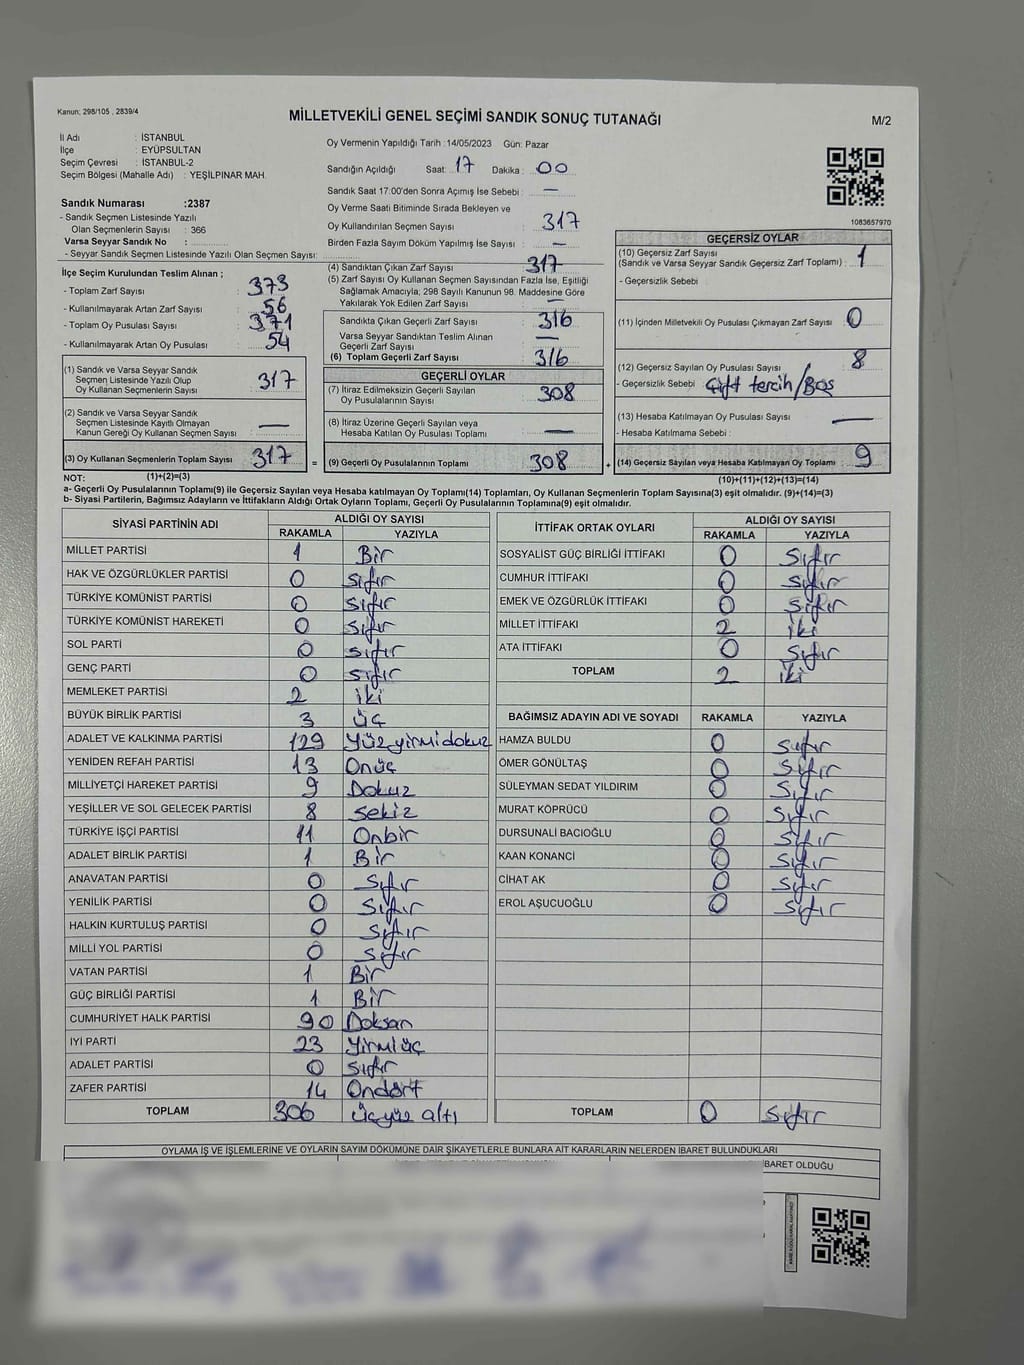 Kanun; 298/105 , 2839/4
MİLLETVEKİLİ GENEL SEÇİMİ SANDIK SONUÇ TUTANAĞI
M/2
İl Adı : İSTANBUL
İlçe : EYÜPSULTAN
Seçim Çevresi : İSTANBUL-2
Seçim Bölgesi (Mahalle Adı) : YEŞİLPINAR MAH.
Sandık Numarası :2387
- Sandık Seçmen Listesinde Yazılı
Olan Seçmenlerin Sayısı : 366
Varsa Seyyar Sandık No :
- Seyyar Sandık Seçmen Listesinde Yazılı Olan Seçmen Sayısı:
Oy Vermenin Yapıldığı Tarih :14/05/2023 Gün: Pazar
Sandığın Açıldığı Saat: 17 Dakika : 00
Sandık Saat 17:00'den Sonra Açımış İse Sebebi : —
Oy Verme Saati Bitiminde Sırada Bekleyen ve
Oy Kullandırılan Seçmen Sayısı : 317
Birden Fazla Sayım Döküm Yapılmış İse Sayısı : —
1083657970
İlçe Seçim Kurulundan Teslim Alınan ;
- Toplam Zarf Sayısı : 373
- Kullanılmayarak Artan Zarf Sayısı : 56
- Toplam Oy Pusulası Sayısı : 371
- Kullanılmayarak Artan Oy Pusulası : 54
(1) Sandık ve Varsa Seyyar Sandık
Seçmen Listesinde Yazılı Olup
Oy Kullanan Seçmenlerin Sayısı : 317
(2) Sandık ve Varsa Seyyar Sandık
Seçmen Listesinde Kayıtlı Olmayan
Kanun Gereği Oy Kullanan Seçmen Sayısı : —
(3) Oy Kullanan Seçmenlerin Toplam Sayısı : 317
(4) Sandıktan Çıkan Zarf Sayısı : 317
(5) Zarf Sayısı Oy Kullanan Seçmen Sayısından Fazla İse, Eşitliği
Sağlamak Amacıyla; 298 Sayılı Kanunun 98. Maddesine Göre
Yakılarak Yok Edilen Zarf Sayısı : —
Sandıkta Çıkan Geçerli Zarf Sayısı : 316
Varsa Seyyar Sandıktan Teslim Alınan
Geçerli Zarf Sayısı : —
(6) Toplam Geçerli Zarf Sayısı : 316
GEÇERLİ OYLAR
(7) İtiraz Edilmeksizin Geçerli Sayılan
Oy Pusulalarının Sayısı : 308
(8) İtiraz Üzerine Geçerli Sayılan veya
Hesaba Katılan Oy Pusulası Toplamı : —
= (9) Geçerli Oy Pusulalarının Toplamı : 308
GEÇERSİZ OYLAR
(10) Geçersiz Zarf Sayısı
(Sandık ve Varsa Seyyar Sandık Geçersiz Zarf Toplamı) : 1
- Geçersizlik Sebebi :
(11) İçinden Milletvekili Oy Pusulası Çıkmayan Zarf Sayısı : 0
(12) Geçersiz Sayılan Oy Pusulası Sayısı : 8
- Geçersizlik Sebebi : Çift tercih/Boş
(13) Hesaba Katılmayan Oy Pusulası Sayısı : —
- Hesaba Katılmama Sebebi :
+ (14) Geçersiz Sayılan veya Hesaba Katılmayan Oy Toplamı : 9
NOT: (1)+(2)=(3)
(10)+(11)+(12)+(13)=(14)
a- Geçerli Oy Pusulalarının Toplamı(9) ile Geçersiz Sayılan veya Hesaba katılmayan Oy Toplamı(14) Toplamları, Oy Kullanan Seçmenlerin Toplam Sayısına(3) eşit olmalıdır. (9)+(14)=(3)
b- Siyasi Partilerin, Bağımsız Adayların ve İttifakların Aldığı Ortak Oyların Toplamı, Geçerli Oy Pusulalarının Toplamına(9) eşit olmalıdır.
SİYASİ PARTİNİN ADI ALDIĞI OY SAYISI
RAKAMLA YAZIYLA
MİLLET PARTİSİ 1 Bir
HAK VE ÖZGÜRLÜKLER PARTİSİ 0 sıfır
TÜRKİYE KOMÜNİST PARTİSİ 0 sıfır
TÜRKİYE KOMÜNİST HAREKETİ 0 sıfır
SOL PARTİ 0 sıfır
GENÇ PARTİ 0 sıfır
MEMLEKET PARTİSİ 2 iki
BÜYÜK BİRLİK PARTİSİ 3 üç
ADALET VE KALKINMA PARTİSİ 129 Yüzyirmidokuz
YENİDEN REFAH PARTİSİ 13 Onüç
MİLLİYETÇİ HAREKET PARTİSİ 9 Dokuz
YEŞİLLER VE SOL GELECEK PARTİSİ 8 Sekiz
TÜRKİYE İŞÇİ PARTİSİ 11 Onbir
ADALET BİRLİK PARTİSİ 1 Bir
ANAVATAN PARTİSİ 0 Sıfır
YENİLİK PARTİSİ 0 Sıfır
HALKIN KURTULUŞ PARTİSİ 0 Sıfır
MİLLİ YOL PARTİSİ 0 Sıfır
VATAN PARTİSİ 1 Bir
GÜÇ BİRLİĞİ PARTİSİ 1 Bir
CUMHURİYET HALK PARTİSİ 90 Doksan
İYİ PARTİ 23 Yirmiüç
ADALET PARTİSİ 0 Sıfır
ZAFER PARTİSİ 14 Ondört
TOPLAM 306 üçyüz altı
İTTİFAK ORTAK OYLARI ALDIĞI OY SAYISI
RAKAMLA YAZIYLA
SOSYALİST GÜÇ BİRLİĞİ İTTİFAKI 0 Sıfır
CUMHUR İTTİFAKI 0 Sıfır
EMEK VE ÖZGÜRLÜK İTTİFAKI 0 Sıfır
MİLLET İTTİFAKI 2 iki
ATA İTTİFAKI 0 Sıfır
TOPLAM 2 iki
BAĞIMSIZ ADAYIN ADI VE SOYADI RAKAMLA YAZIYLA
HAMZA BULDU 0 Sıfır
ÖMER GÖNÜLTAŞ 0 Sıfır
SÜLEYMAN SEDAT YILDIRIM 0 Sıfır
MURAT KÖPRÜCÜ 0 Sıfır
DURSUNALİ BACIOĞLU 0 Sıfır
KAAN KONANCİ 0 Sıfır
CİHAT AK 0 Sıfır
EROL AŞUCUOĞLU 0 Sıfır
TOPLAM 0 Sıfır
OYLAMA İŞ VE İŞLEMLERİNE VE OYLARIN SAYIM DÖKÜMÜNE DAİR ŞİKAYETLERLE BUNLARA AİT KARARLARIN NELERDEN İBARET BULUNDUKLARI
İBARET OLDUĞU